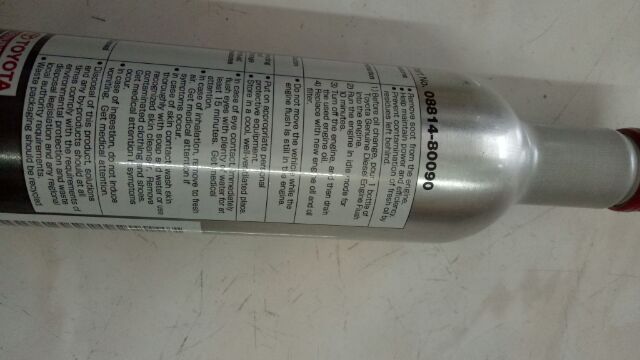 TOYOTA
NO. 08814-80090
• Remove soot from the engine.
• Help maintain power and efficiency.
• Prevent contamination of fresh oil by
residues left behind.
1) Before oil change, pour 1 bottle of
Toyota Genuine Diesel Engine Flush
into the engine.
2) Run the engine in idle mode for
10 minutes.
3) Turn off the engine, and then drain
the used engine oil.
4) Replace with new engine oil and oil
filter.
• Do not move the vehicle while the
engine flush is still in the engine.
• Put on appropriate personal
protective equipment.
• Store in a cool, well-ventilated place.
• In case of eye contact, immediately
flush eyes with plenty of water for at
least 15 minutes. Get medical
attention.
• In case of inhalation, remove to fresh
air. Get medical attention if
symptoms occur.
• In case of skin contact wash skin
thoroughly with soap and water or use
recognized skin cleanser. Remove
contaminated clothing and shoes.
Get medical attention if symptoms
occur.
• In case of ingestion, do not induce
vomiting. Get medical attention.
• Disposal of this product, solutions
and any by-products should at all
times comply with the requirements of
environmental protection and waste
disposal legislation and any regional
local authority requirements.
• Waste packaging should be recycled.